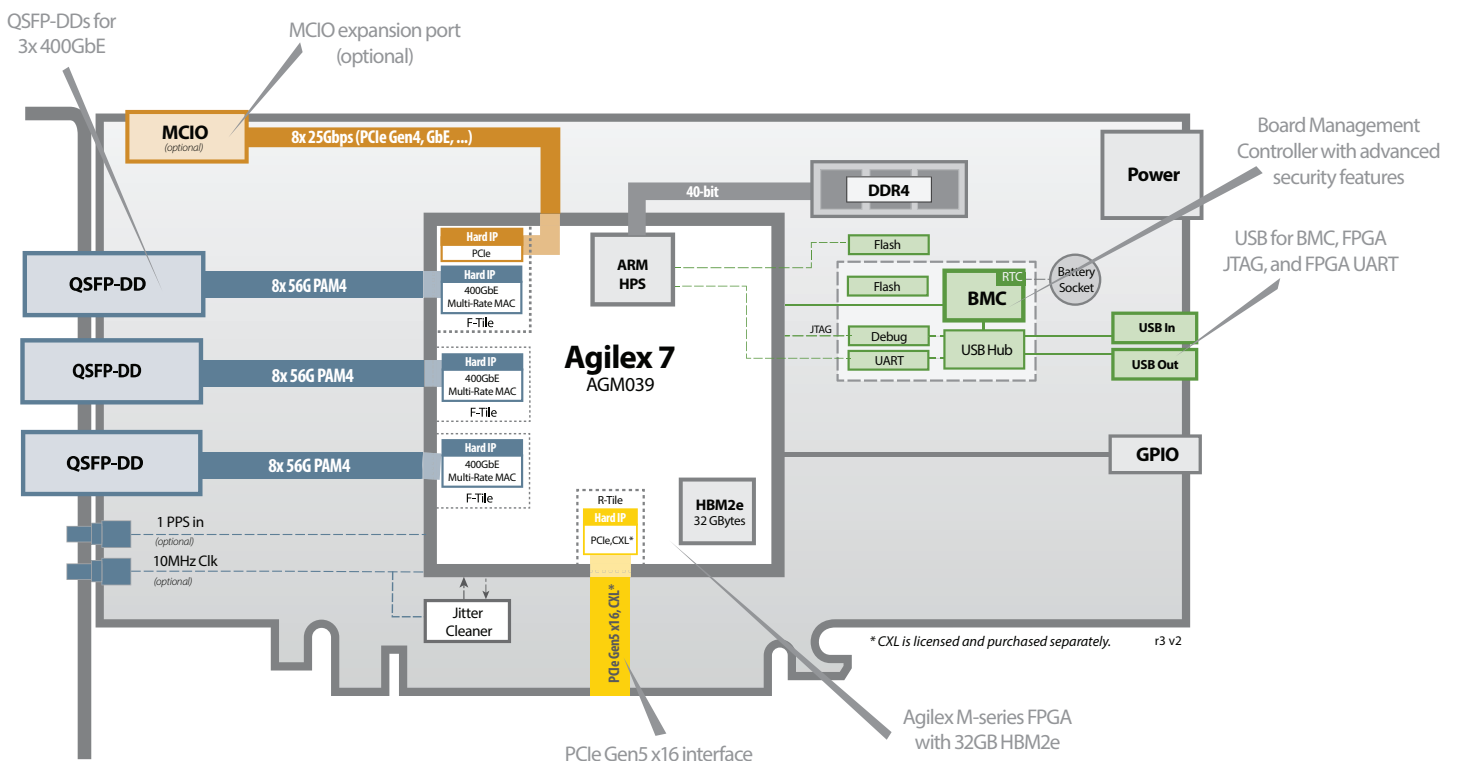 QSFP-DDs for
3x 400GbE
MCIO expansion port
(optional)
MCIO
(optional)
8x 25Gbps (PCIe Gen4, GbE, ...)
Board Management
Controller with advanced
security features
Power
40-bit
DDR4
USB for BMC, FPGA
JTAG, and FPGA UART
Hard IP
PCIe
QSFP-DD
8x 56G PAM4
Hard IP
400GbE
Multi-Rate MAC
F-Tile
ARM
HPS
Flash
Flash
RTC
BMC
Battery
Socket
JTAG
Debug
UART
USB Hub
USB In
USB Out
QSFP-DD
8x 56G PAM4
Hard IP
400GbE
Multi-Rate MAC
F-Tile
Agilex 7
AGM039
QSFP-DD
8x 56G PAM4
Hard IP
400GbE
Multi-Rate MAC
F-Tile
GPIO
R-Tile
Hard IP
PCIe,CXL*
HBM2e
32 GBytes
1 PPS in
(optional)
10MHz Clk
(optional)
Jitter
Cleaner
PCIe Gen5 x16, CXL*
* CXL is licensed and purchased separately.
r3 v2
Agilex M-series FPGA
with 32GB HBM2e
PCIe Gen5 x16 interface